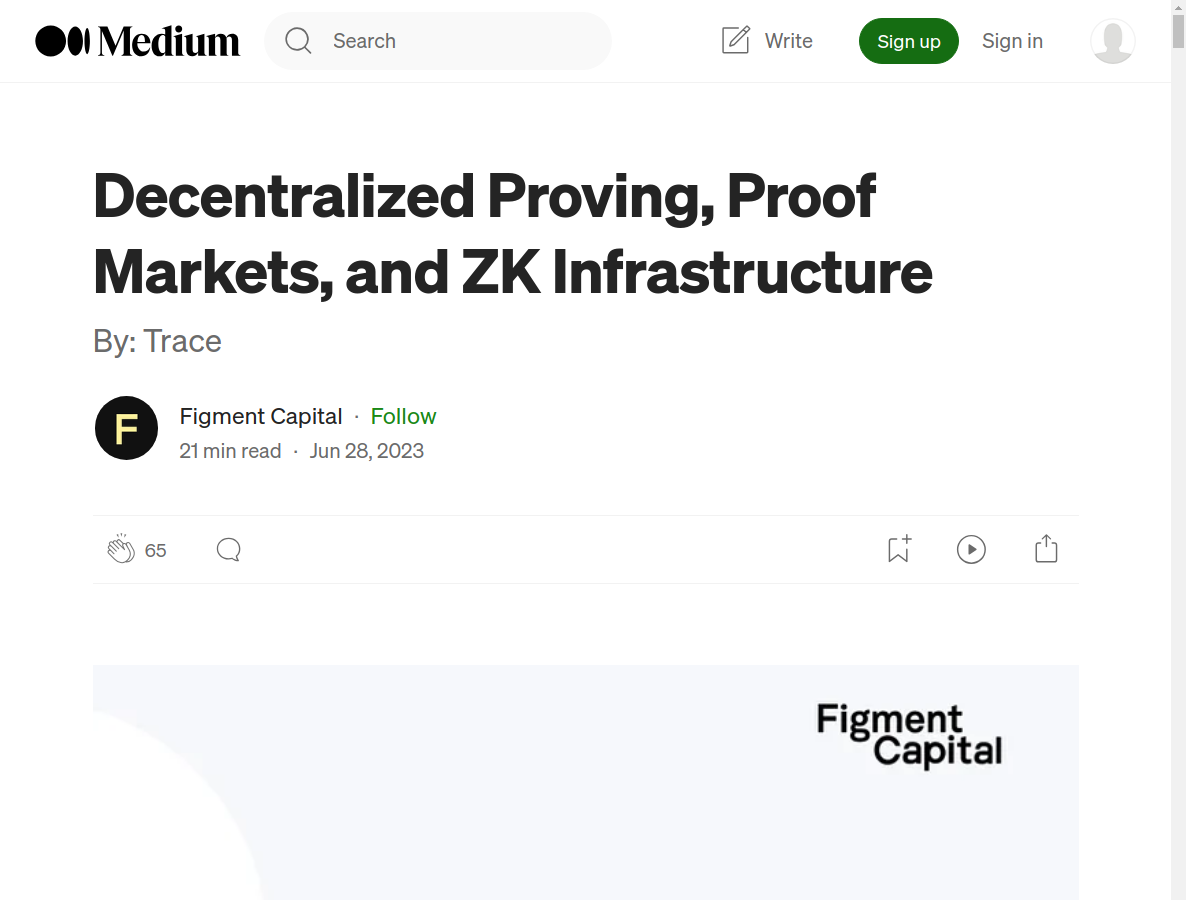 Medium
Search
Write
Sign up
Sign in
Decentralized Proving, Proof
Markets, and ZK Infrastructure
By: Trace
F
Figment Capital · Follow
21 min read · Jun 28, 2023
65
Figment
Capital